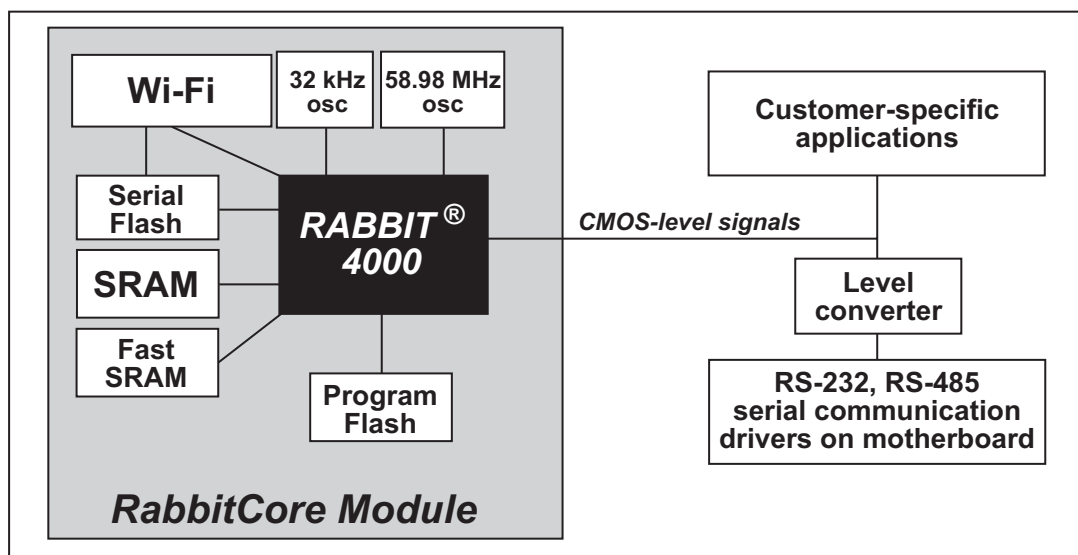 Wi-Fi
32 kHz
osc
58.98 MHz
osc
Serial
Flash
SRAM
Fast
SRAM
RABBIT ®
4000
Program
Flash
RabbitCore Module
CMOS-level signals
Customer-specific
applications
Level
converter
RS-232, RS-485
serial communication
drivers on motherboard